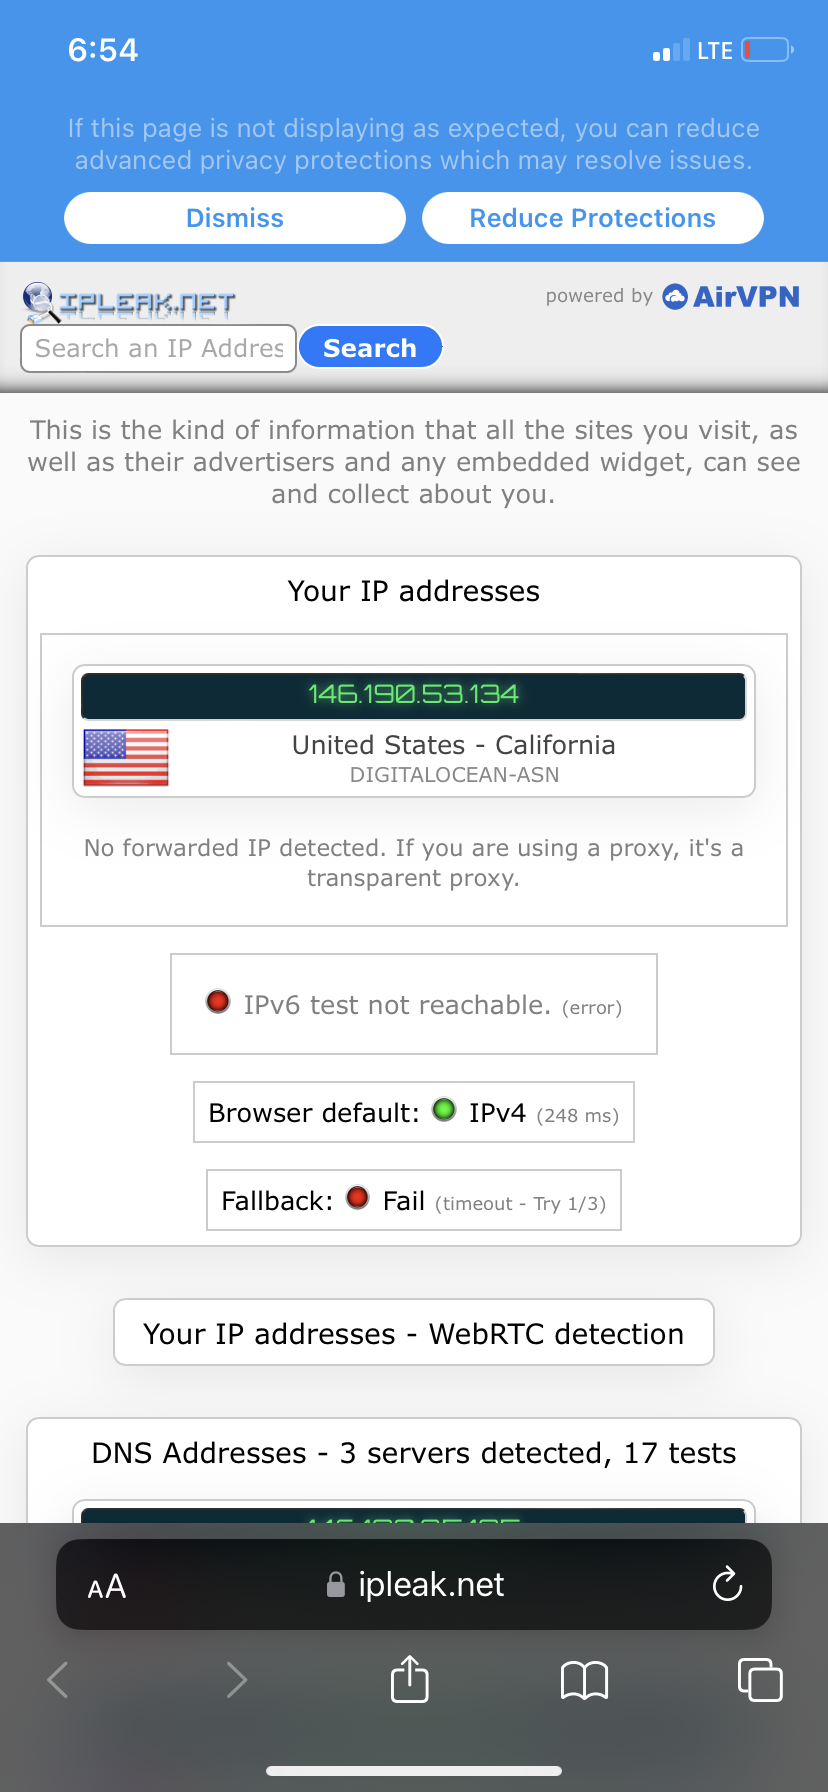 6:54
LTE
If this page is not displaying as expected, you can reduce
advanced privacy protections which may resolve issues.
Dismiss
Reduce Protections
IPLEAK.NET
powered by AirVPN
Search an IP Addres
Search
This is the kind of information that all the sites you visit, as
well as their advertisers and any embedded widget, can see
and collect about you.
Your IP addresses
146.190.53.134
United States - California
DIGITALOCEAN-ASN
No forwarded IP detected. If you are using a proxy, it's a
transparent proxy.
IPv6 test not reachable. (error)
Browser default: IPv4 (248 ms)
Fallback: Fail (timeout - Try 1/3)
Your IP addresses - WebRTC detection
DNS Addresses - 3 servers detected, 17 tests
AA
ipleak.net